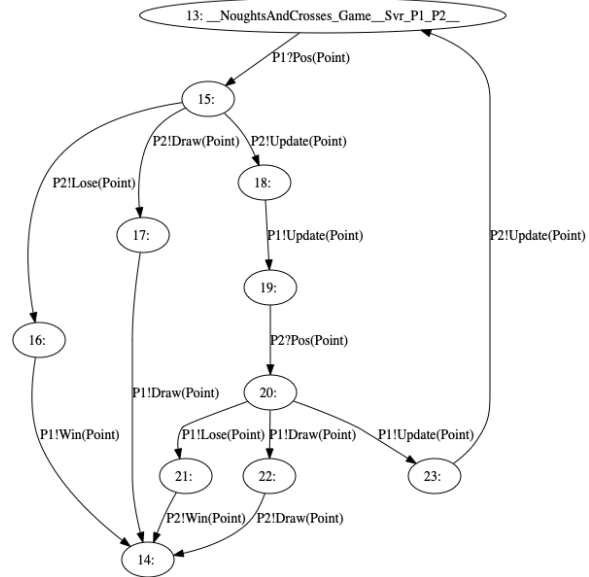 13: __NoughtsAndCrosses_Game__Svr_P1_P2__
P1?Pos(Point)
15:
P2!Draw(Point)
P2!Update(Point)
P2!Lose(Point)
18:
17:
P1!Update(Point)
P2!Update(Point)
19:
16:
P2?Pos(Point)
20:
P1!Draw(Point)
P1!Win(Point)
P1!Lose(Point)
P1!Draw(Point)
P1!Update(Point)
21:
22:
23:
P2!Win(Point)
P2!Draw(Point)
14: